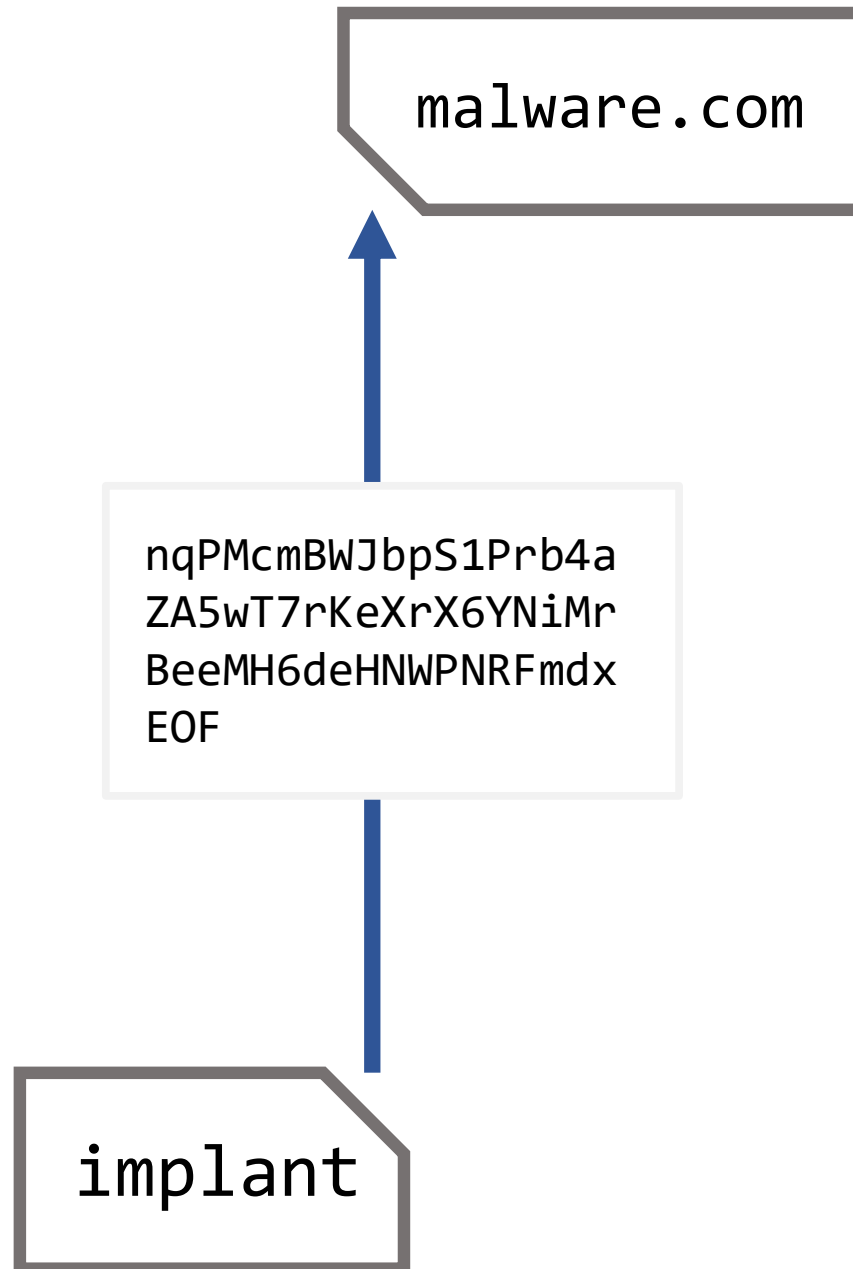 malware.com
nqPMcmBWJbpS1Prb4a
ZA5wT7rKeXrX6YNiMr
BeeMH6deHNWPNRFmdx
EOF
implant